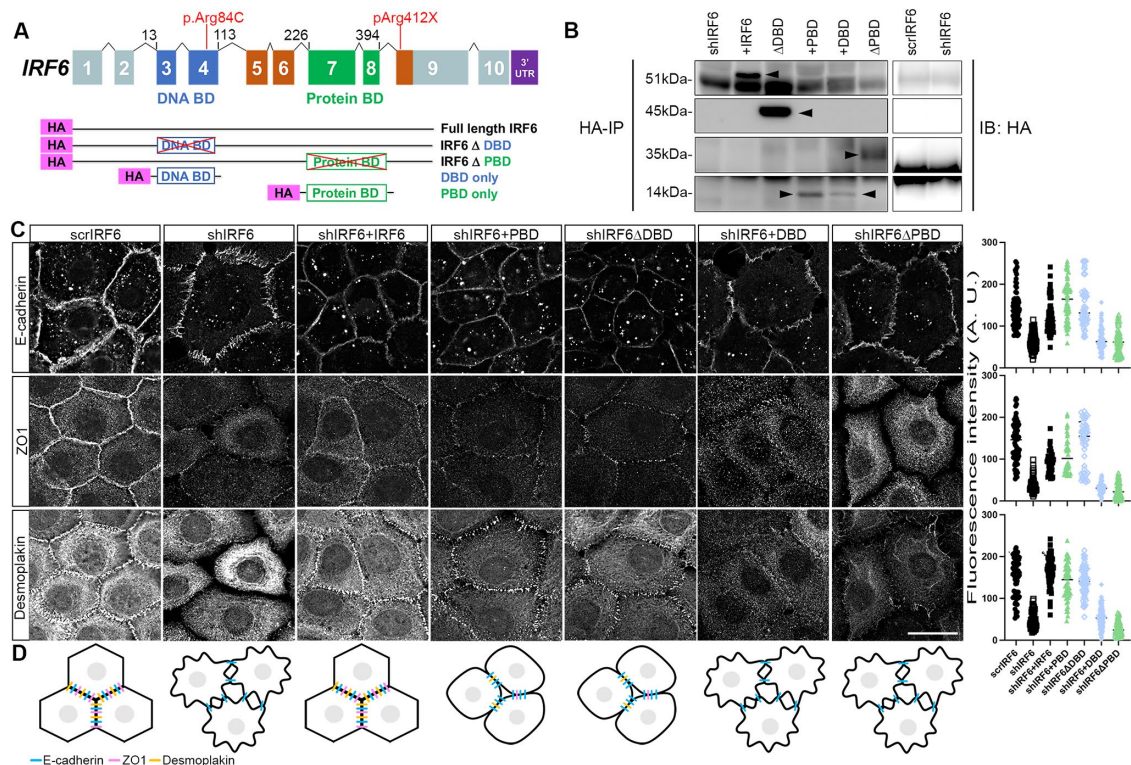 A
p.Arg84C
pArg412X
13
113
226
394
IRF6
1
2
3
4
5
6
7
8
9
10
3'
UTR
DNA BD
Protein BD
HA
Full length IRF6
HA
DNA BD
IRF6 Δ DBD
HA
Protein BD
IRF6 Δ PBD
HA
DNA BD
DBD only
HA
Protein BD
PBD only
B
shIRF6
+IRF6
ΔDBD
+PBD
+DBD
ΔPBD
scrIRF6
shIRF6
51kDa-
45kDa-
35kDa-
14kDa-
HA-IP
IB: HA
C
scrIRF6
shIRF6
shIRF6+IRF6
shIRF6+PBD
shIRF6ΔDBD
shIRF6+DBD
shIRF6ΔPBD
E-cadherin
ZO1
Desmoplakin
Fluorescence intensity (A. U.)
300
200
100
0
300
200
100
0
300
200
100
0
scrIRF6
shIRF6
shIRF6+IRF6
shIRF6+PBD
shIRF6ΔDBD
shIRF6+DBD
shIRF6ΔPBD
D
E-cadherin
ZO1
Desmoplakin